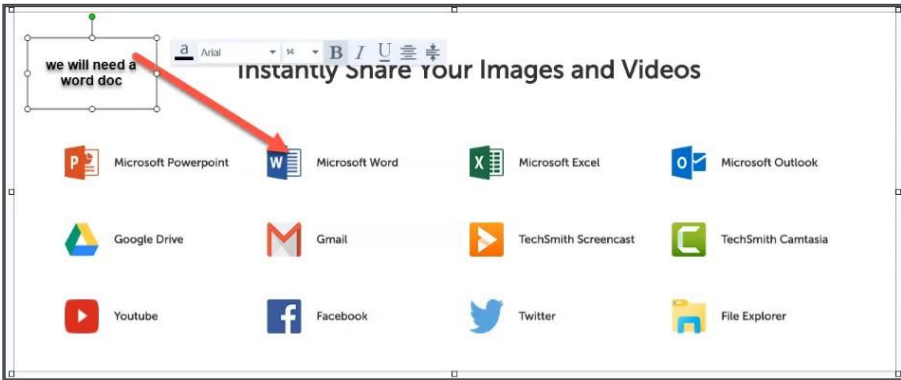 we will need a
word doc
a Arial 14 B I U
Instantly Share Your Images and Videos
Microsoft Powerpoint
Microsoft Word
Microsoft Excel
Microsoft Outlook
Google Drive
Gmail
TechSmith Screencast
TechSmith Camtasia
Youtube
Facebook
Twitter
File Explorer